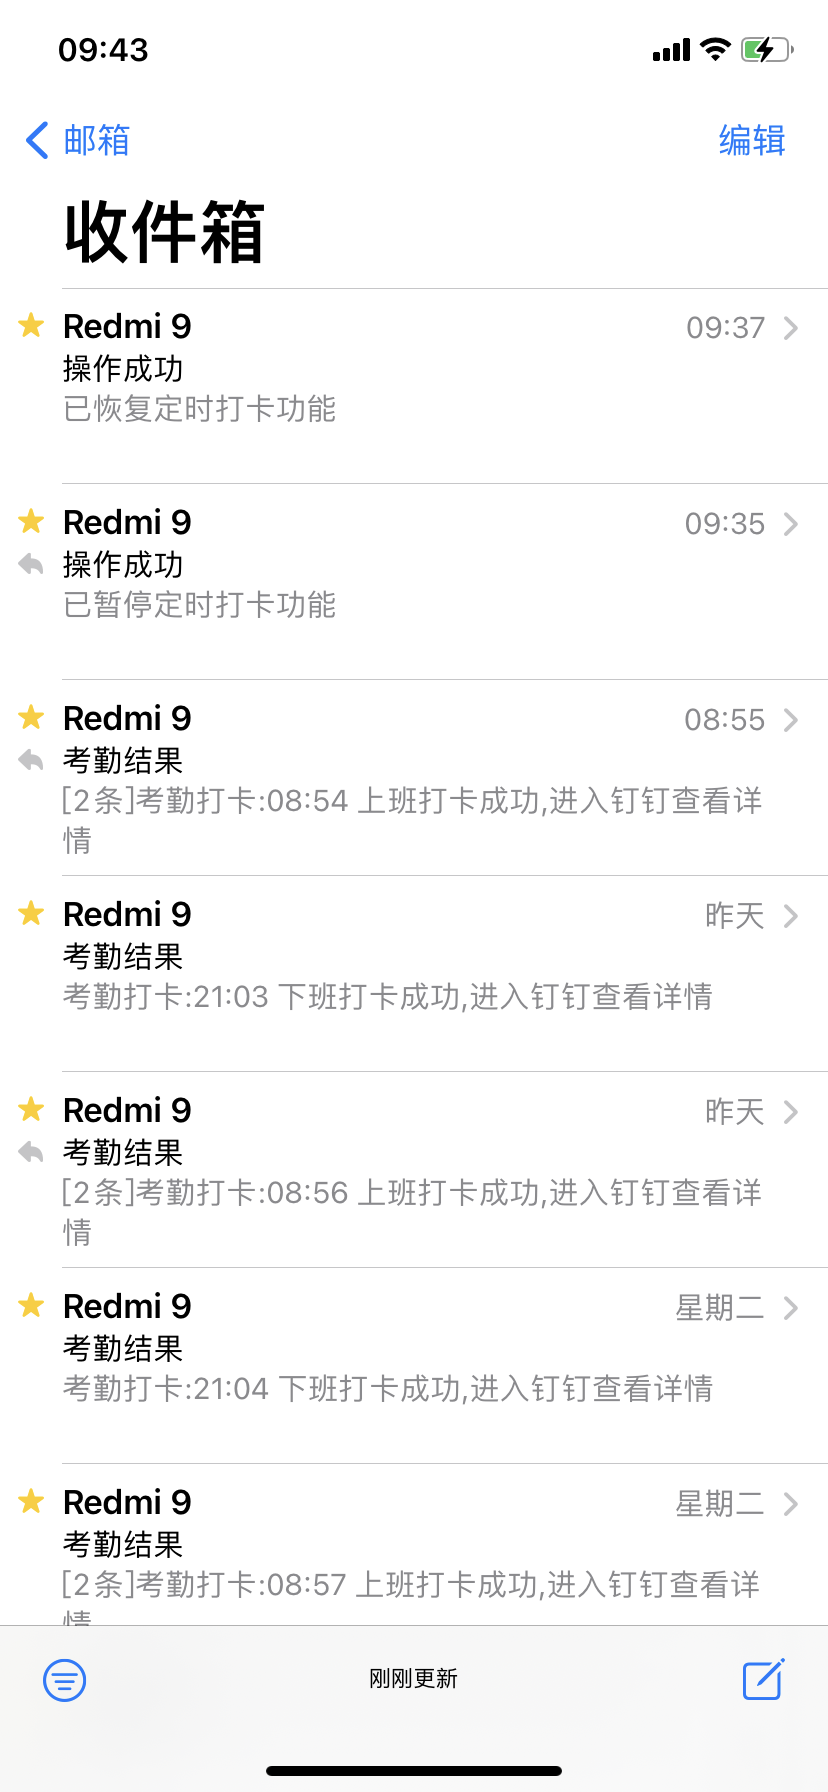 09:43
邮箱
编辑
收件箱
Redmi 9
09:37
操作成功
已恢复定时打卡功能
Redmi 9
09:35
操作成功
已暂停定时打卡功能
Redmi 9
08:55
考勤结果
[2条]考勤打卡:08:54 上班打卡成功,进入钉钉查看详
情
Redmi 9
昨天
考勤结果
考勤打卡:21:03 下班打卡成功,进入钉钉查看详情
Redmi 9
昨天
考勤结果
[2条]考勤打卡:08:56 上班打卡成功,进入钉钉查看详
情
Redmi 9
星期二
考勤结果
考勤打卡:21:04 下班打卡成功,进入钉钉查看详情
Redmi 9
星期二
考勤结果
[2条]考勤打卡:08:57 上班打卡成功,进入钉钉查看详
情
刚刚更新